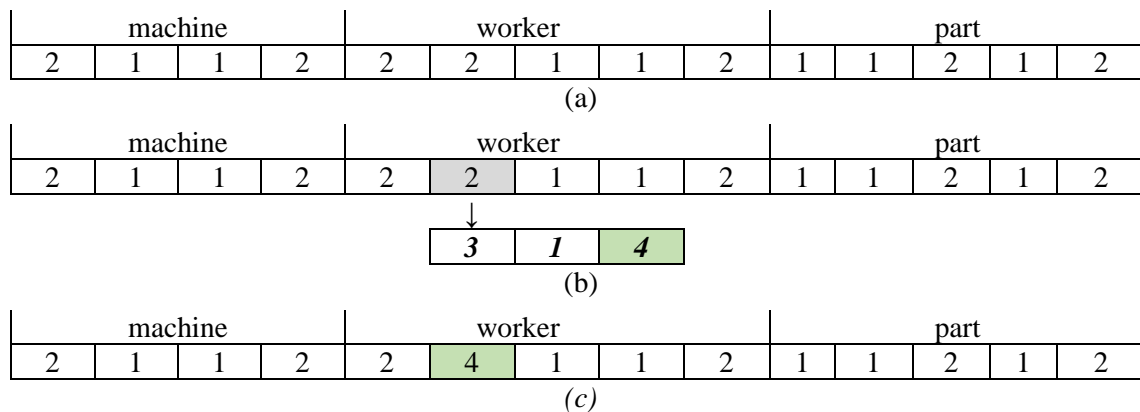 machine worker part
2 1 1 2 2 2 1 1 2 1 1 2 1 2
(a)
machine worker part
2 1 1 2 2 2 1 1 2 1 1 2 1 2
↓
3 1 4
(b)
machine worker part
2 1 1 2 2 4 1 1 2 1 1 2 1 2
(c)